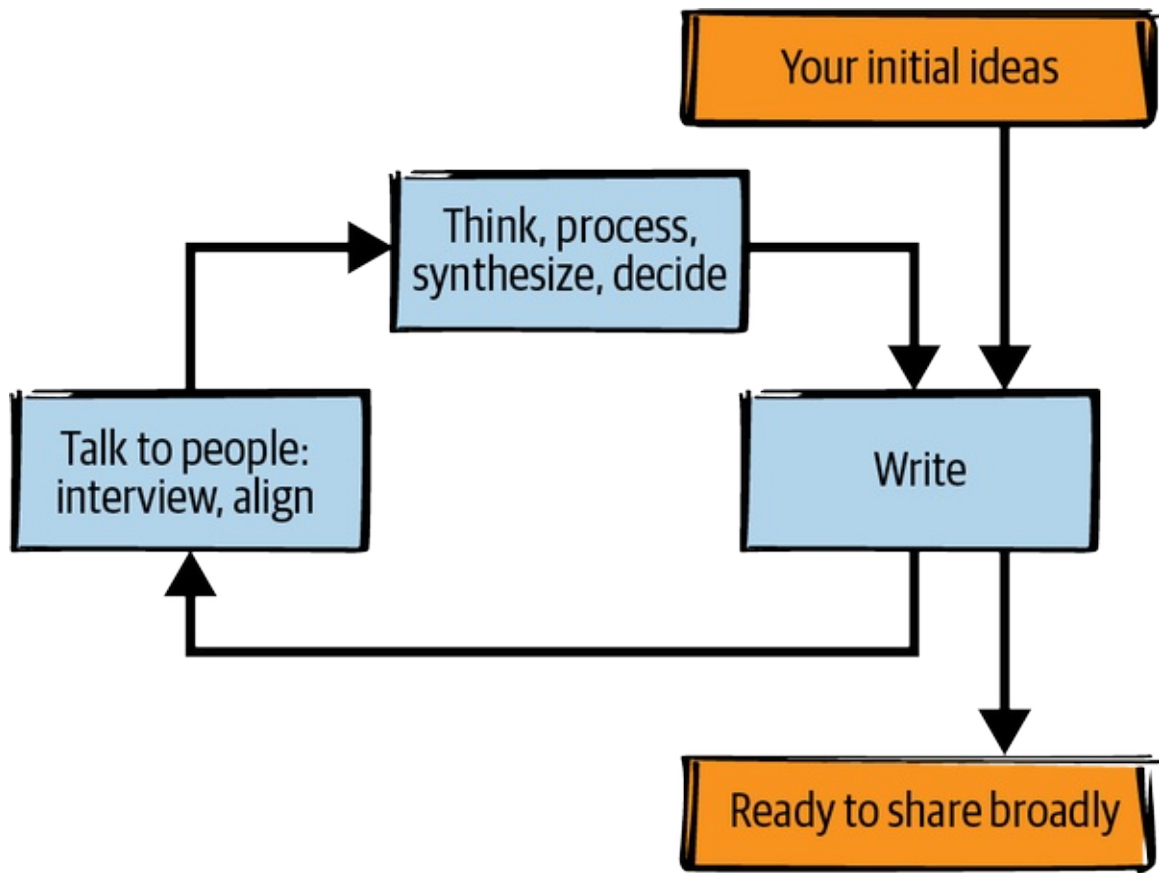 Your initial ideas
Think, process,
synthesize, decide
Talk to people:
interview, align
Write
Ready to share broadly